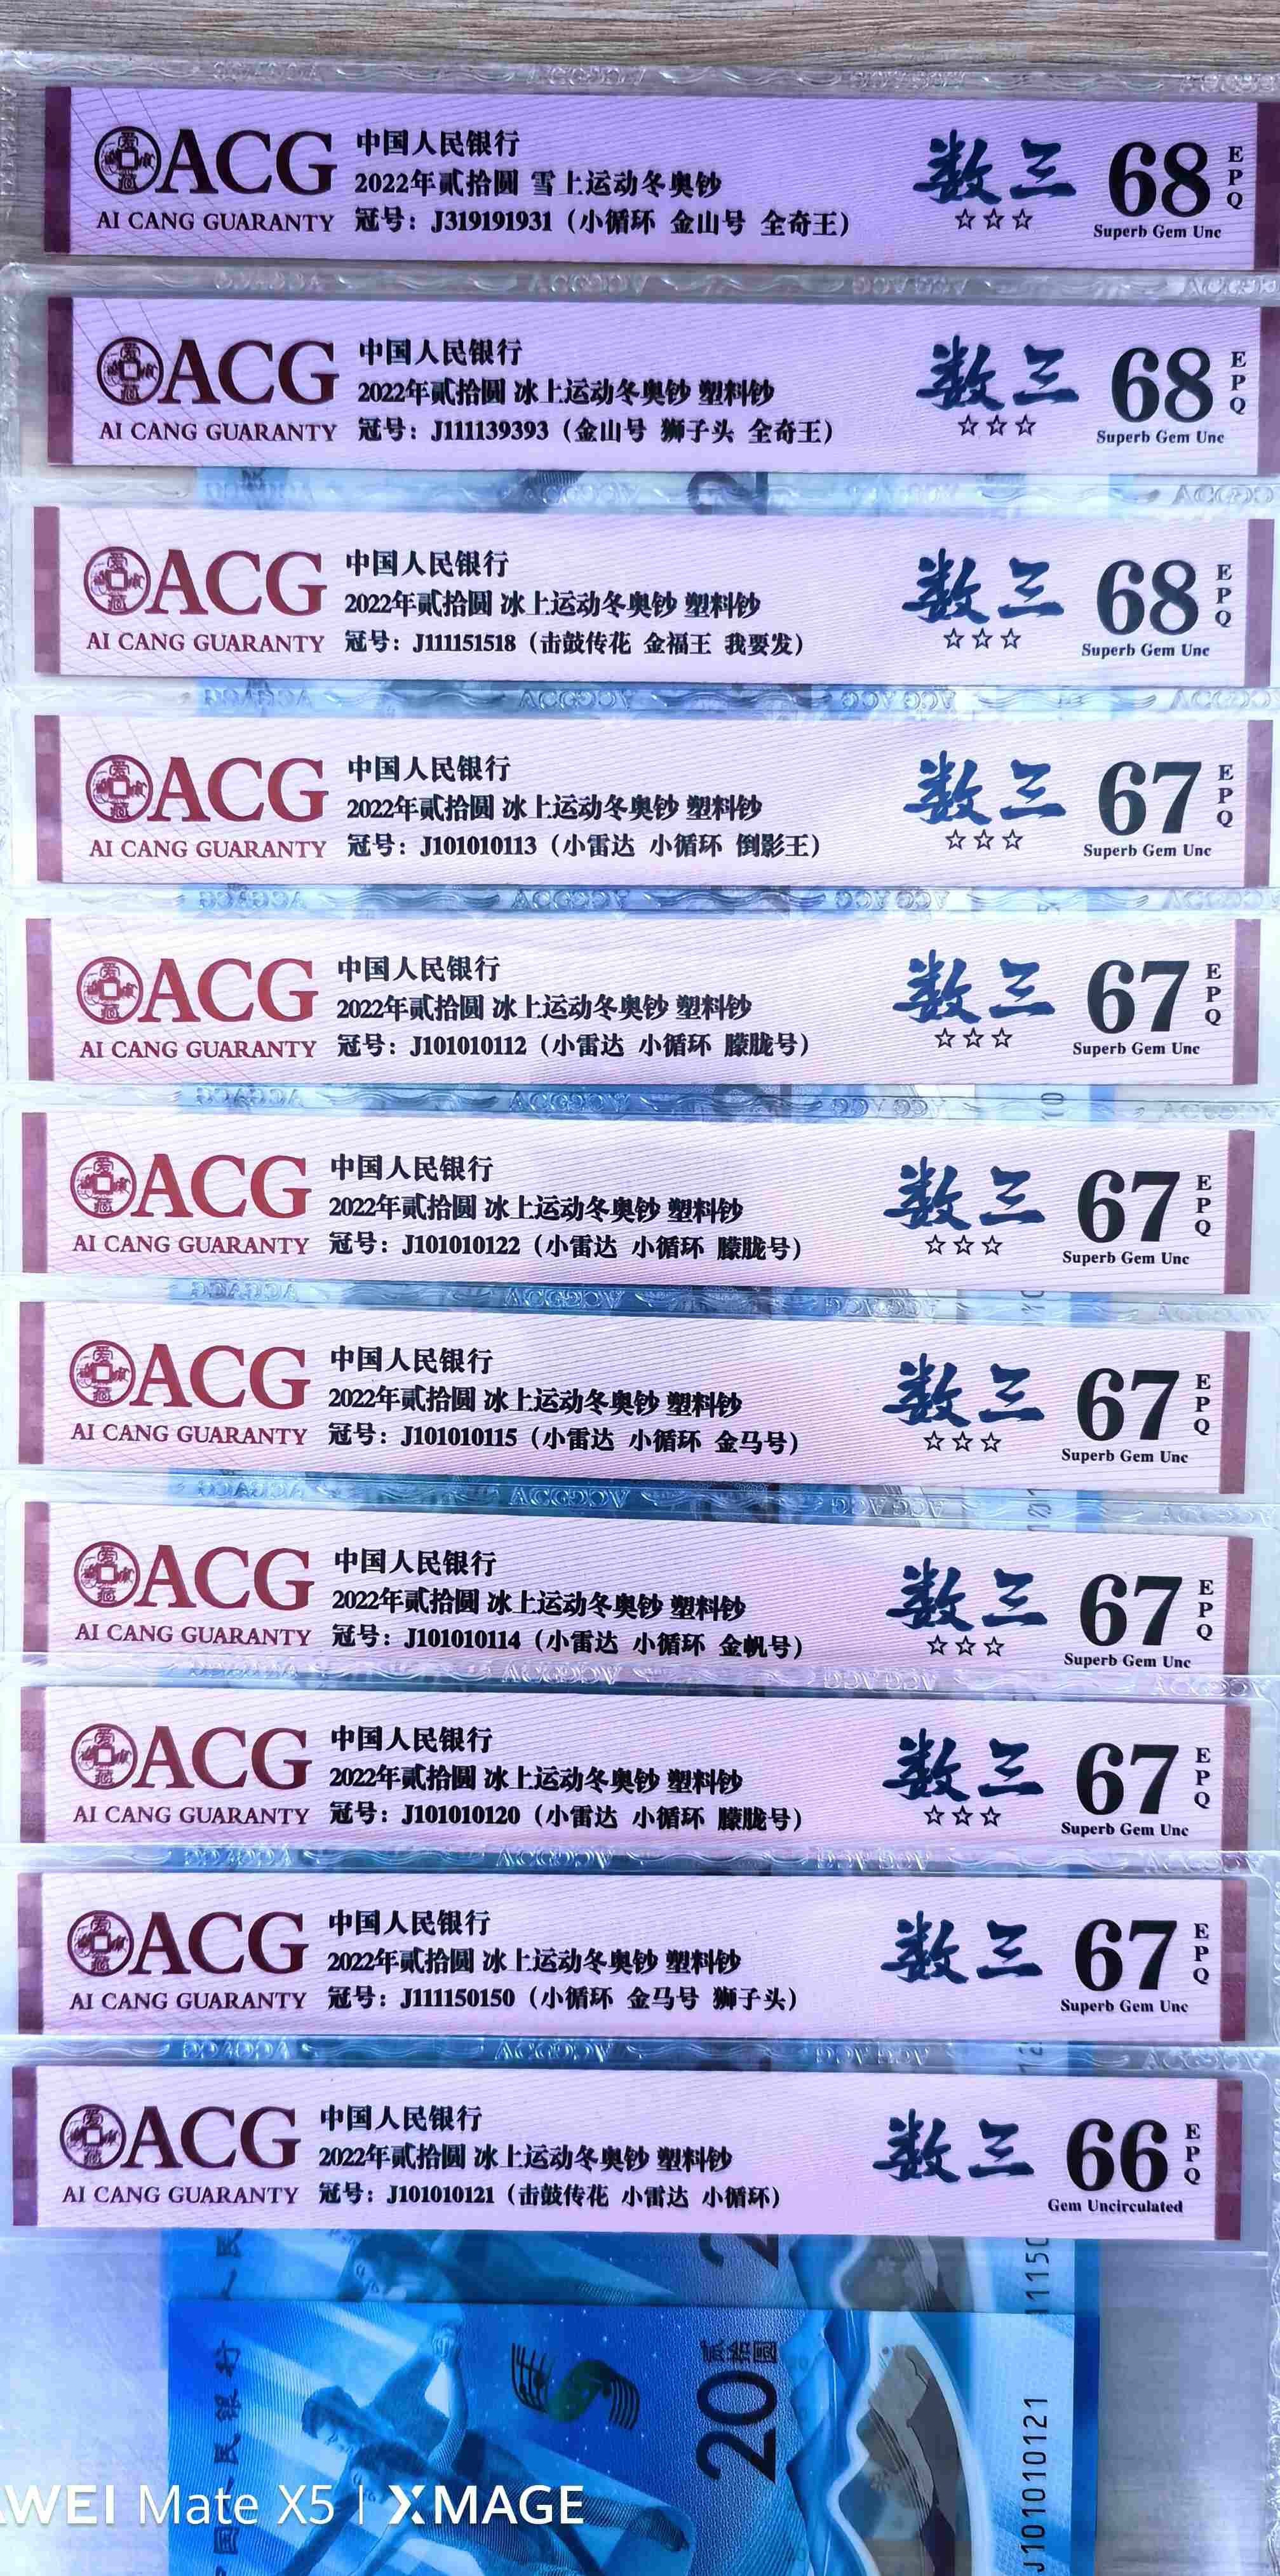 ACG
AI CANG GUARANTY
中国人民银行
2022年贰拾圆 雪上运动冬奥钞
冠号：J319191931（小循环 金山号 全奇王）
数三
☆☆☆
68
EPQ
Superb Gem Unc
ACG
AI CANG GUARANTY
中国人民银行
2022年贰拾圆 冰上运动冬奥钞 塑料钞
冠号：J111139393（金山号 狮子头 全奇王）
数三
☆☆☆
68
EPQ
Superb Gem Unc
ACG
AI CANG GUARANTY
中国人民银行
2022年贰拾圆 冰上运动冬奥钞 塑料钞
冠号：J111151518（击鼓传花 金福王 我要发）
数三
☆☆☆
68
EPQ
Superb Gem Unc
ACG
AI CANG GUARANTY
中国人民银行
2022年贰拾圆 冰上运动冬奥钞 塑料钞
冠号：J101010113（小雷达 小循环 倒影王）
数三
☆☆☆
67
EPQ
Superb Gem Unc
ACG
AI CANG GUARANTY
中国人民银行
2022年贰拾圆 冰上运动冬奥钞 塑料钞
冠号：J101010112（小雷达 小循环 朦胧号）
数三
☆☆☆
67
EPQ
Superb Gem Unc
ACG
AI CANG GUARANTY
中国人民银行
2022年贰拾圆 冰上运动冬奥钞 塑料钞
冠号：J101010122（小雷达 小循环 朦胧号）
数三
☆☆☆
67
EPQ
Superb Gem Unc
ACG
AI CANG GUARANTY
中国人民银行
2022年贰拾圆 冰上运动冬奥钞 塑料钞
冠号：J101010115（小雷达 小循环 金马号）
数三
☆☆☆
67
EPQ
Superb Gem Unc
ACG
AI CANG GUARANTY
中国人民银行
2022年贰拾圆 冰上运动冬奥钞 塑料钞
冠号：J101010114（小雷达 小循环 金帆号）
数三
☆☆☆
67
EPQ
Superb Gem Unc
ACG
AI CANG GUARANTY
中国人民银行
2022年贰拾圆 冰上运动冬奥钞 塑料钞
冠号：J101010120（小雷达 小循环 朦胧号）
数三
☆☆☆
67
EPQ
Superb Gem Unc
ACG
AI CANG GUARANTY
中国人民银行
2022年贰拾圆 冰上运动冬奥钞 塑料钞
冠号：J111150150（小循环 金马号 狮子头）
数三
67
EPQ
Superb Gem Unc
ACG
AI CANG GUARANTY
中国人民银行
2022年贰拾圆 冰上运动冬奥钞 塑料钞
冠号：J101010121（击鼓传花 小雷达 小循环）
数三
66
EPQ
Gem Uncirculated
11150
贰拾圆
20
国人民银行
J101010121
WEI Mate X5 | XMAGE